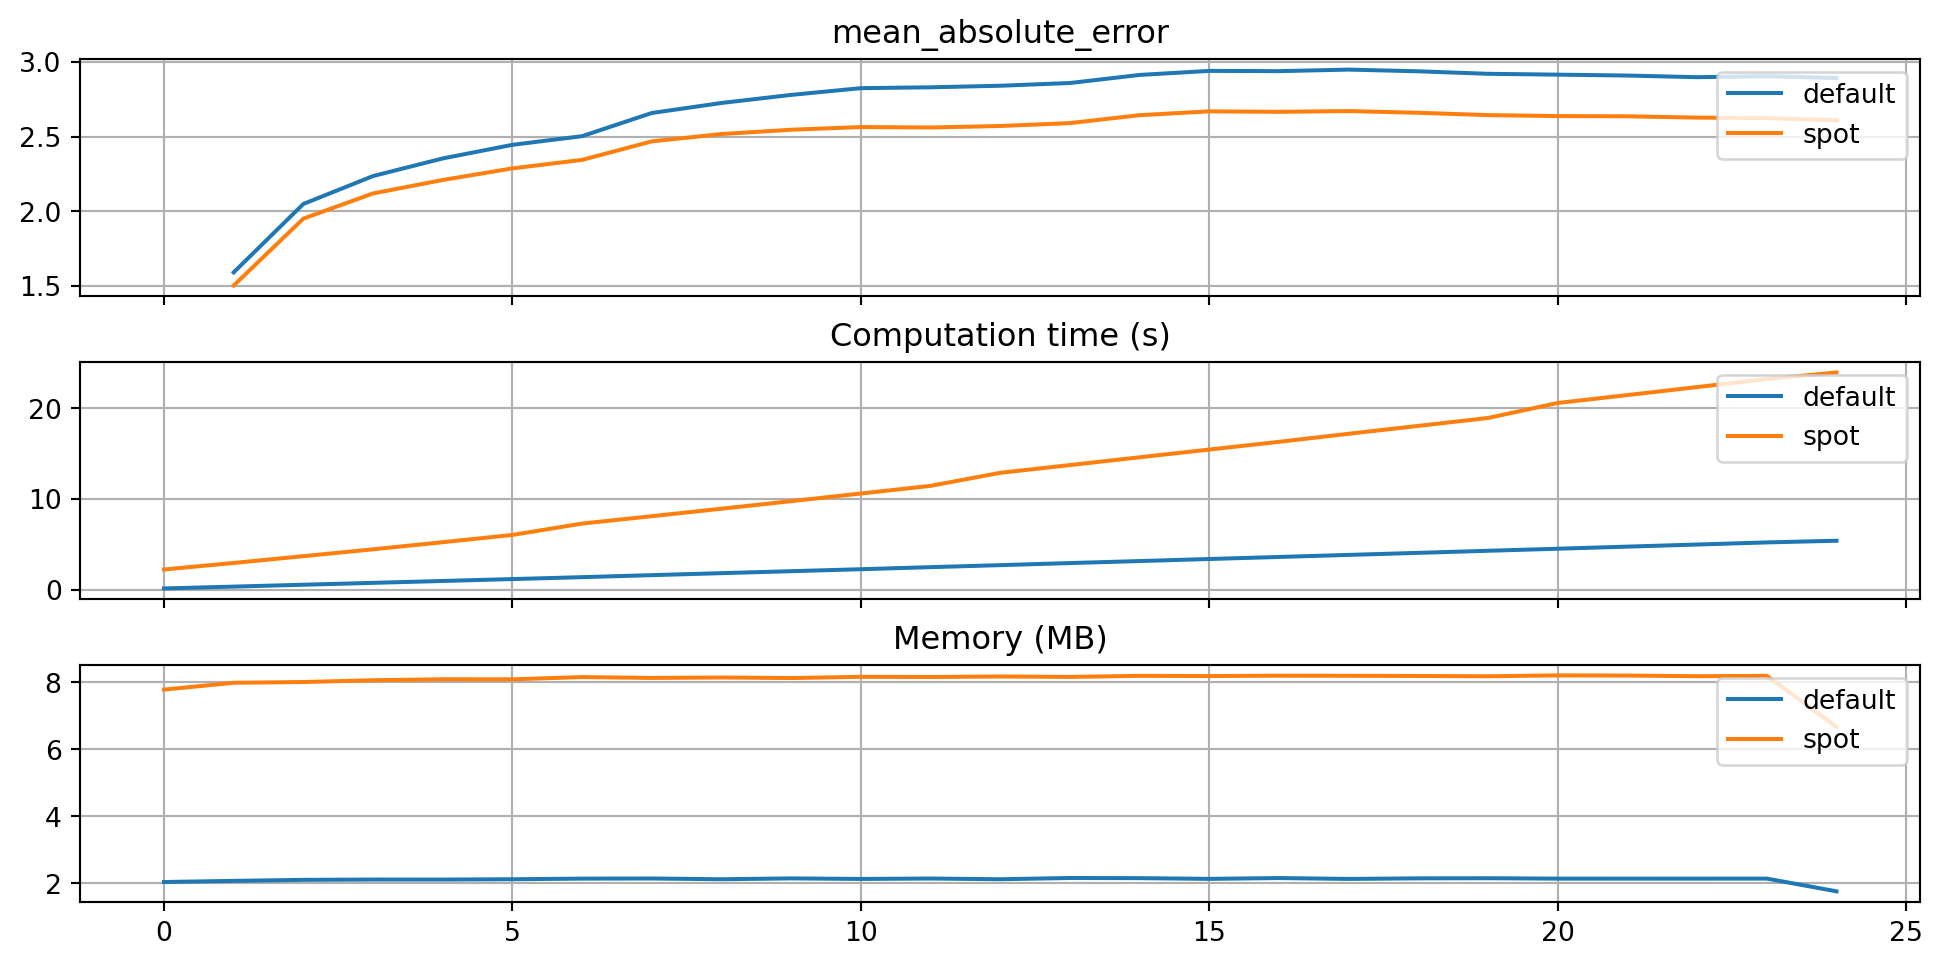 mean_absolute_error
3.0
2.5
2.0
1.5
default
spot
Computation time (s)
20
10
0
default
spot
Memory (MB)
8
6
4
2
default
spot
0 5 10 15 20 25